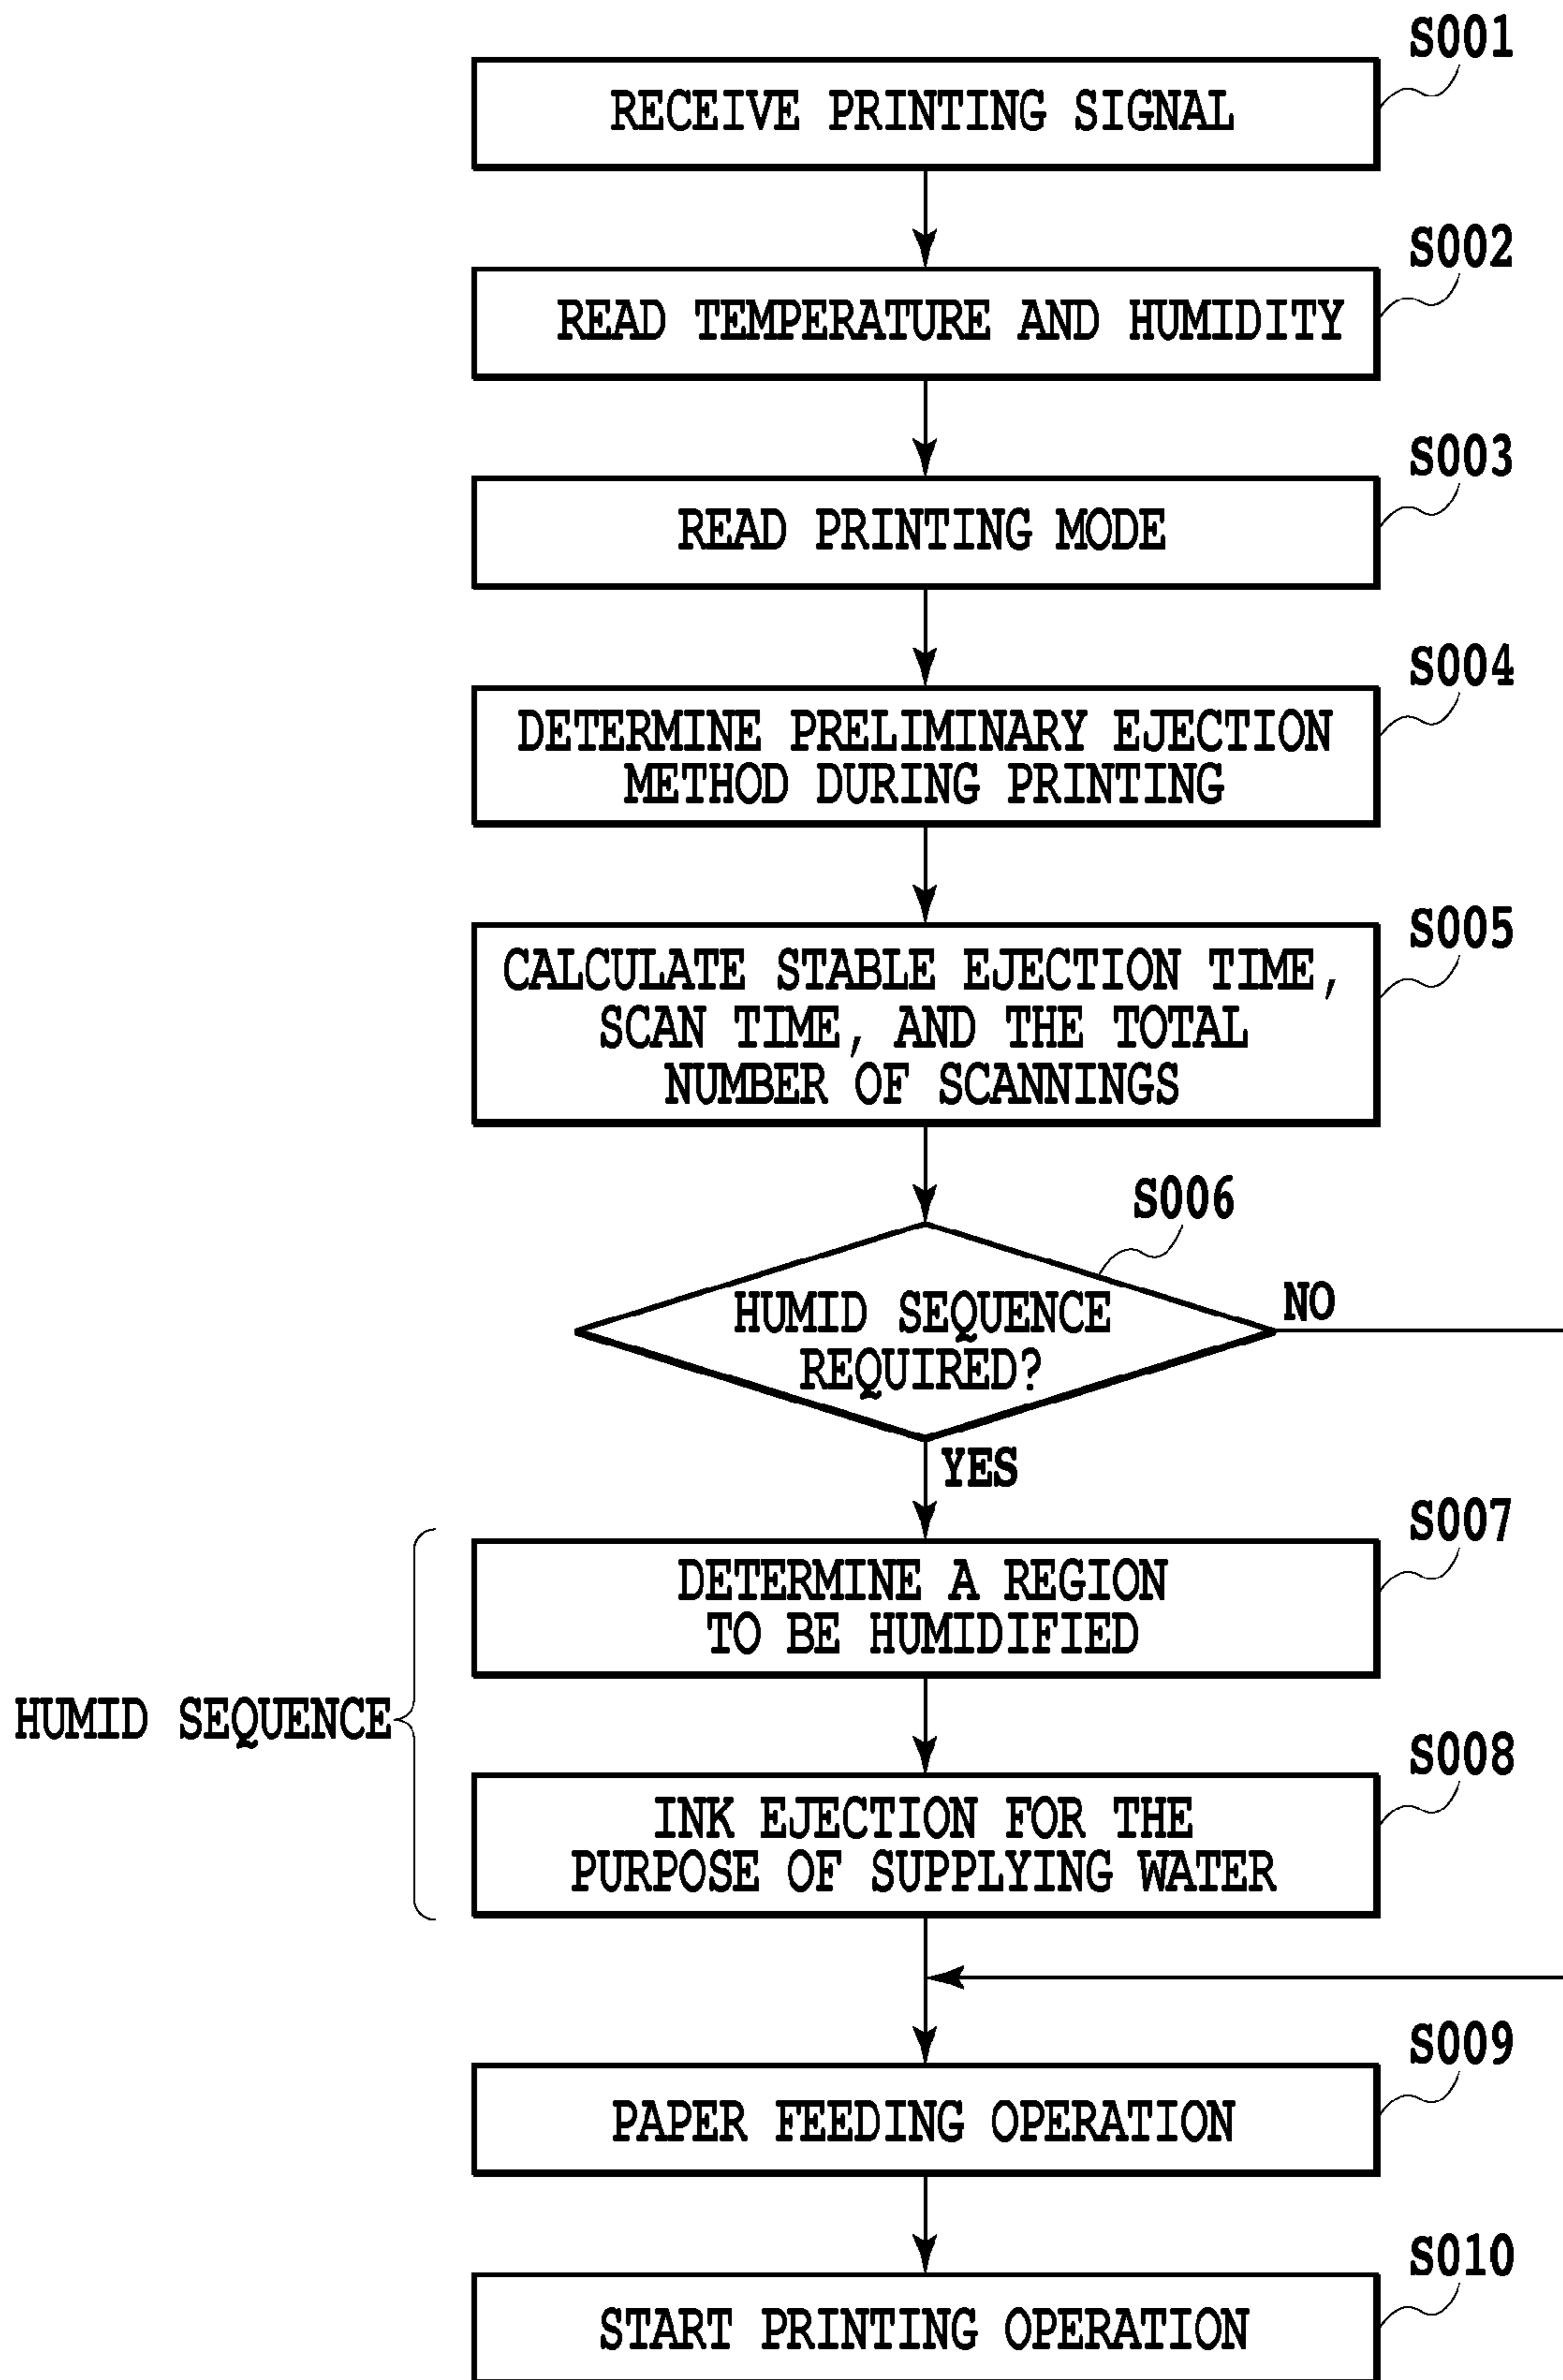 S001
RECEIVE PRINTING SIGNAL
S002
READ TEMPERATURE AND HUMIDITY
S003
READ PRINTING MODE
S004
DETERMINE PRELIMINARY EJECTION
METHOD DURING PRINTING
S005
CALCULATE STABLE EJECTION TIME,
SCAN TIME, AND THE TOTAL
NUMBER OF SCANNINGS
S006
HUMID SEQUENCE
REQUIRED?
NO
YES
S007
DETERMINE A REGION
TO BE HUMIDIFIED
HUMID SEQUENCE
S008
INK EJECTION FOR THE
PURPOSE OF SUPPLYING WATER
S009
PAPER FEEDING OPERATION
S010
START PRINTING OPERATION